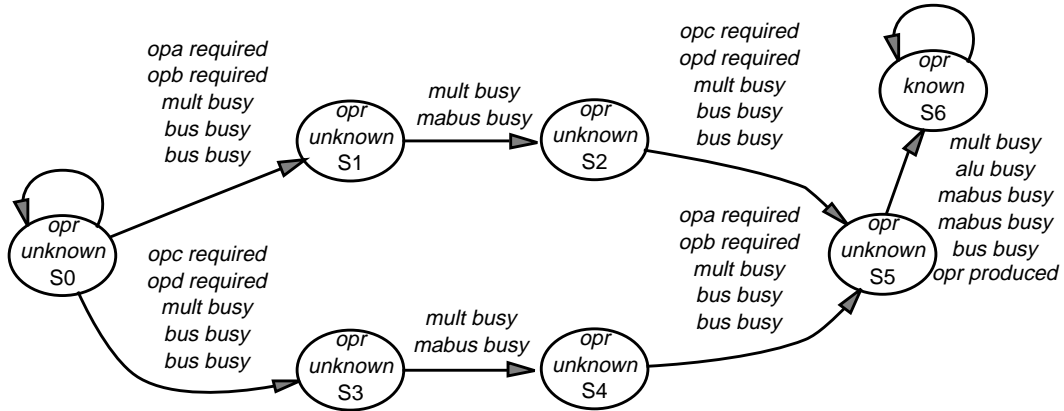 opa required
opb required
mult busy
bus busy
bus busy
opr
unknown
S1
mult busy
mabus busy
opr
unknown
S2
opc required
opd required
mult busy
bus busy
bus busy
opr
known
S6
mult busy
alu busy
mabus busy
mabus busy
bus busy
opr produced
opr
unknown
S0
opc required
opd required
mult busy
bus busy
bus busy
opr
unknown
S3
mult busy
mabus busy
opr
unknown
S4
opa required
opb required
mult busy
bus busy
bus busy
opr
unknown
S5